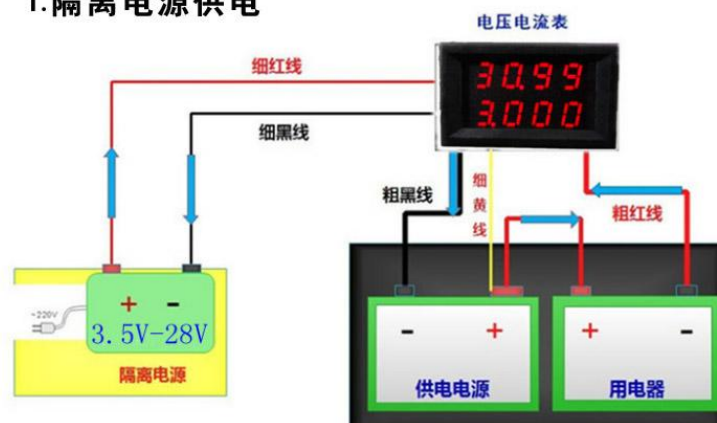 1.隔离电源供电
电压电流表
细红线
30.99
3.000
细黑线
粗黑线
细黄线
粗红线
~220V
+ -
3.5V-28V
隔离电源
- +
供电电源
+ -
用电器